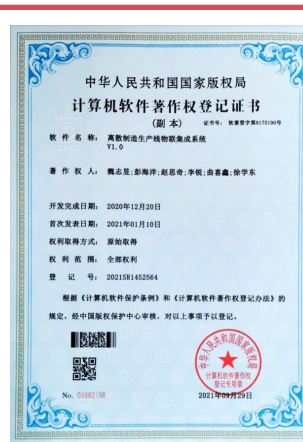 中华人民共和国国家版权局
计算机软件著作权登记证书
(副本)
证书号: 软著登字第8175190号
软件名称: 离散制造生产线物联集成系统
V1.0
著作权人: 魏志昱;彭海洋;赵思奇;李锐;曲喜鑫;徐学东
开发完成日期: 2020年12月20日
首次发表日期: 2021年01月10日
权利取得方式: 原始取得
权利范围: 全部权利
登记号: 2021SR1452564
根据《计算机软件保护条例》和《计算机软件著作权登记办法》的
规定,经中国版权保护中心审核,对以上事项予以登记。
中华人民共和国国家版权局
计算机软件著作权
登记专用章
No.
2021年09月29日